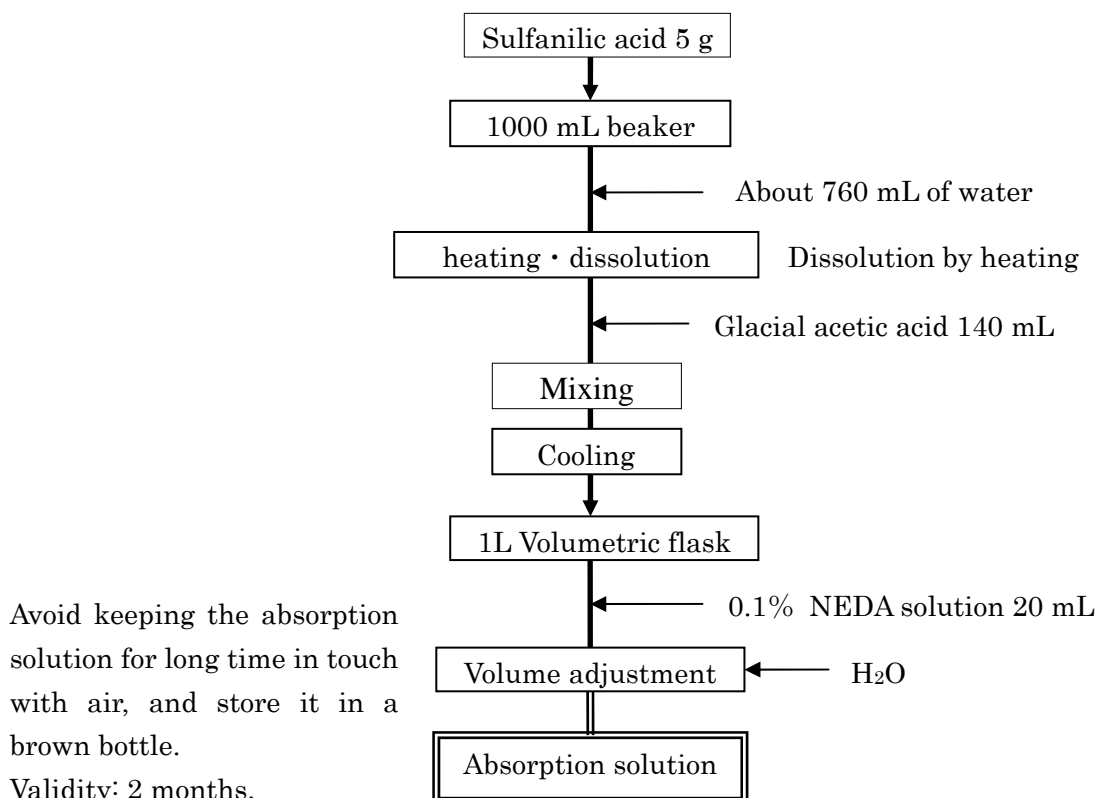 Sulfanilic acid 5 g
1000 mL beaker
About 760 mL of water
heating・dissolution
Dissolution by heating
Glacial acetic acid 140 mL
Mixing
Cooling
1L Volumetric flask
0.1% NEDA solution 20 mL
Volume adjustment
H₂O
Absorption solution
Avoid keeping the absorption
solution for long time in touch
with air, and store it in a
brown bottle.
Validity: 2 months.